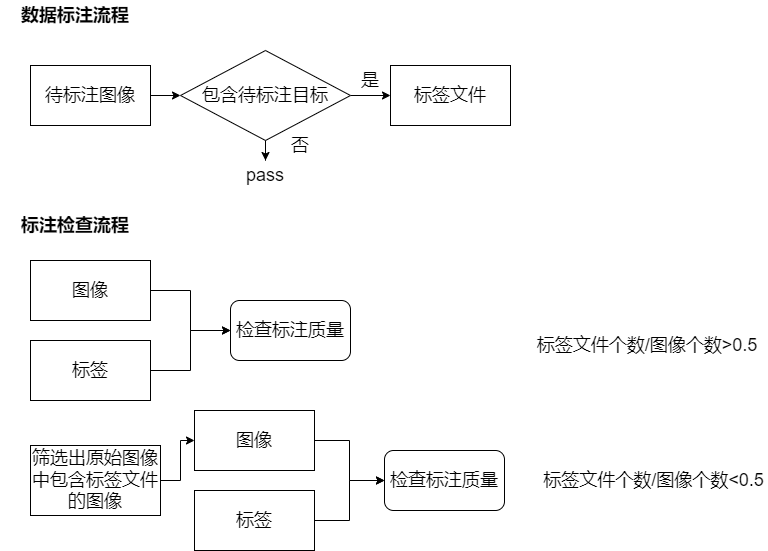 数据标注流程
待标注图像
包含待标注目标
是
标签文件
否
pass
标注检查流程
图像
标签
检查标注质量
标签文件个数/图像个数>0.5
筛选出原始图像
中包含标签文件
的图像
图像
标签
检查标注质量
标签文件个数/图像个数<0.5